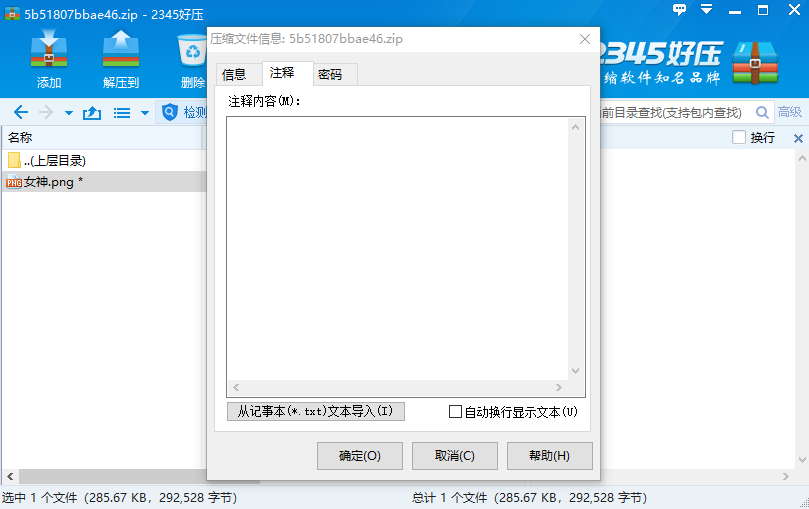 5b51807bbae46.zip - 2345好压
添加
解压到
删除
2345好压
缩软件知名品牌
检测
前目录查找(支持包内查找)
高级
名称
换行
..(上层目录)
女神.png *
压缩文件信息: 5b51807bbae46.zip
信息
注释
密码
注释内容(M):
从记事本(*.txt)文本导入(I)
自动换行显示文本(U)
确定(O)
取消(C)
帮助(H)
选中 1 个文件（285.67 KB，292,528 字节）
总计 1 个文件（285.67 KB，292,528 字节）